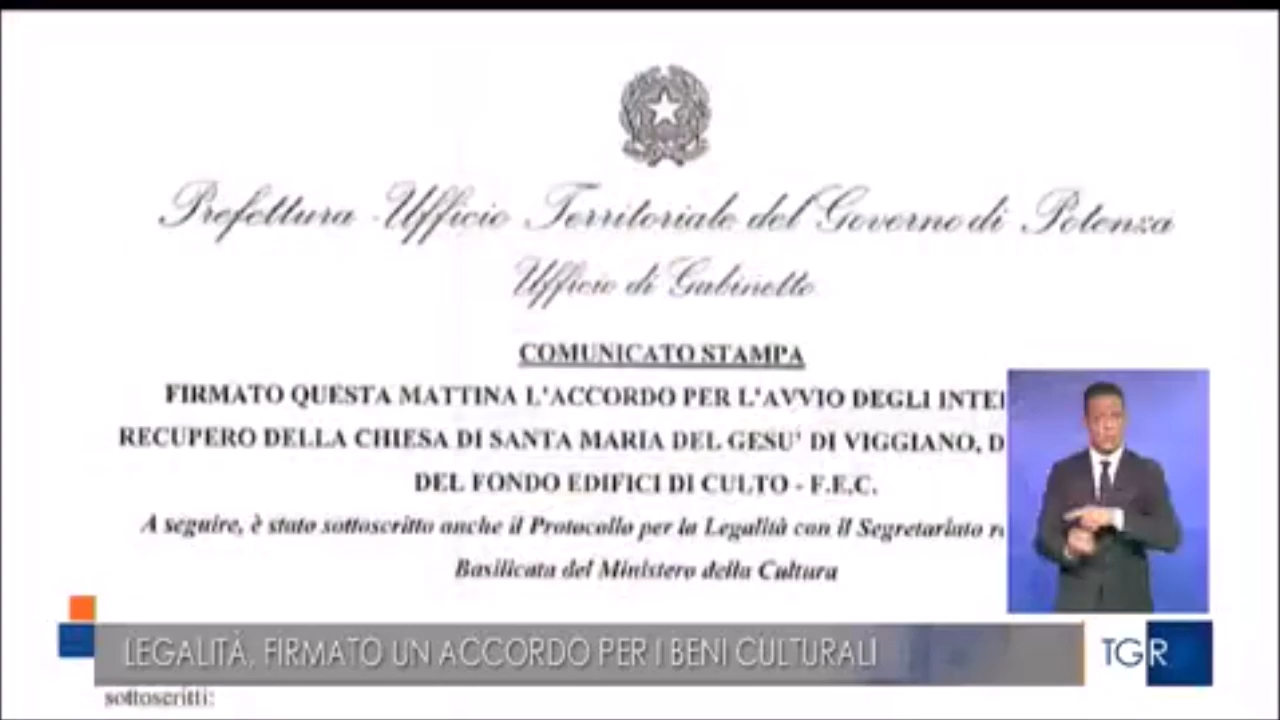 Prefettura - Ufficio Territoriale del Governo di Potenza
Ufficio di Gabinetto
COMUNICATO STAMPA
FIRMATO QUESTA MATTINA L'ACCORDO PER L'AVVIO DEGLI
RECUPERO DELLA CHIESA DI SANTA MARIA DEL GESU' DI VIGGIANO,
DEL FONDO EDIFICI DI CULTO - F.E.C.
A seguire, è stato sottoscritto anche il Protocollo per la Legalità con il Segretariato
Basilicata del Ministero della Cultura
LEGALITÀ, FIRMATO UN ACCORDO PER I BENI CULTURALI
TGR
sottoscritti: